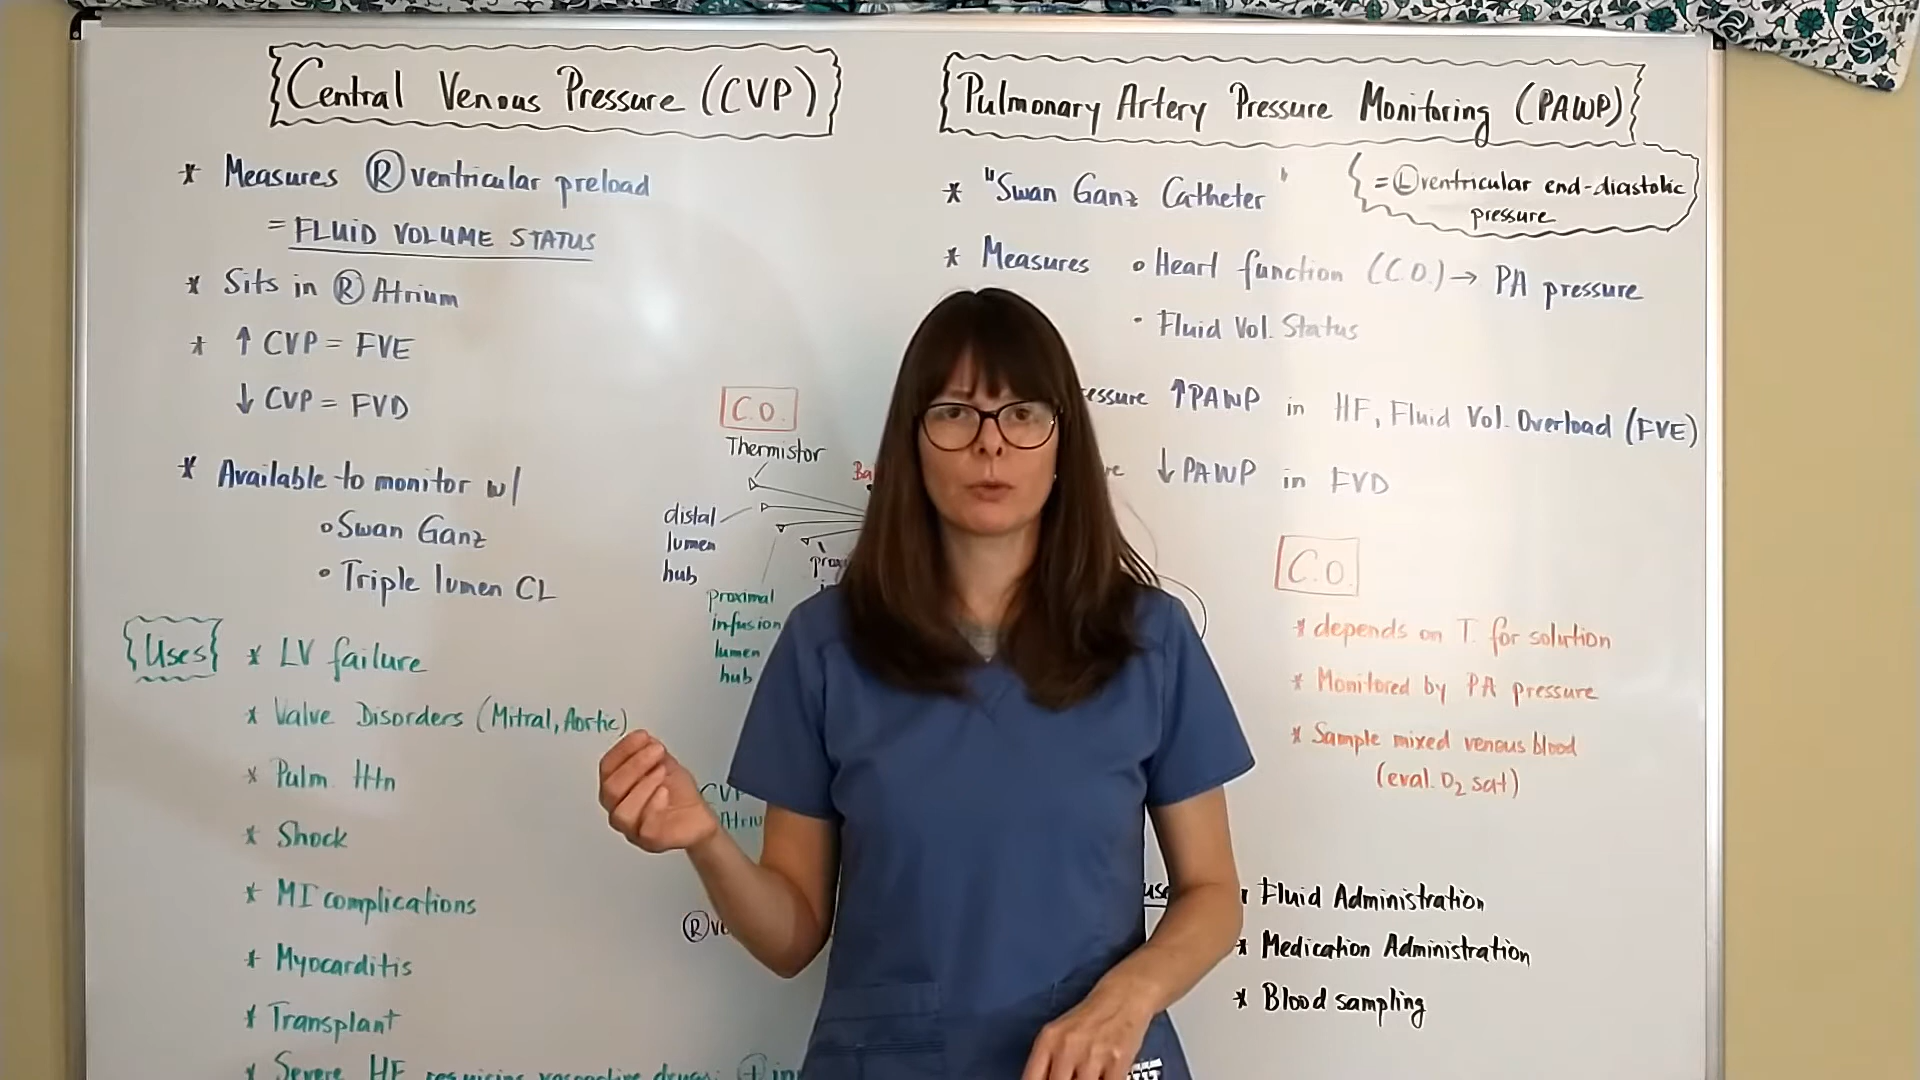 Central Venous Pressure (CVP)
* Measures Ⓡ ventricular preload
= FLUID VOLUME STATUS
* Sits in Ⓡ Atrium
* ↑ CVP = FVE
↓ CVP = FVD
* Available to monitor w/
○ Swan Ganz
○ Triple lumen CL
Uses
* LV failure
* Valve Disorders (Mitral, Aortic)
* Pulm. Htn
* Shock
* MI complications
* Myocarditis
* Transplant
* Severe HF requiring vasoactive drugs
C.O.
Thermistor
distal
lumen
hub
proximal
infusion
lumen
hub
Pulmonary Artery Pressure Monitoring (PAWP)
= Ⓛ ventricular end-diastolic
pressure
* "Swan Ganz Catheter"
* Measures ○ Heart function (C.O.) → PA pressure
• Fluid Vol. Status
↑PAWP in HF, Fluid Vol. Overload (FVE)
↓PAWP in FVD
C.O.
* depends on T. for solution
* Monitored by PA pressure
* Sample mixed venous blood
(eval. O₂ sat)
* Fluid Administration
* Medication Administration
* Blood sampling